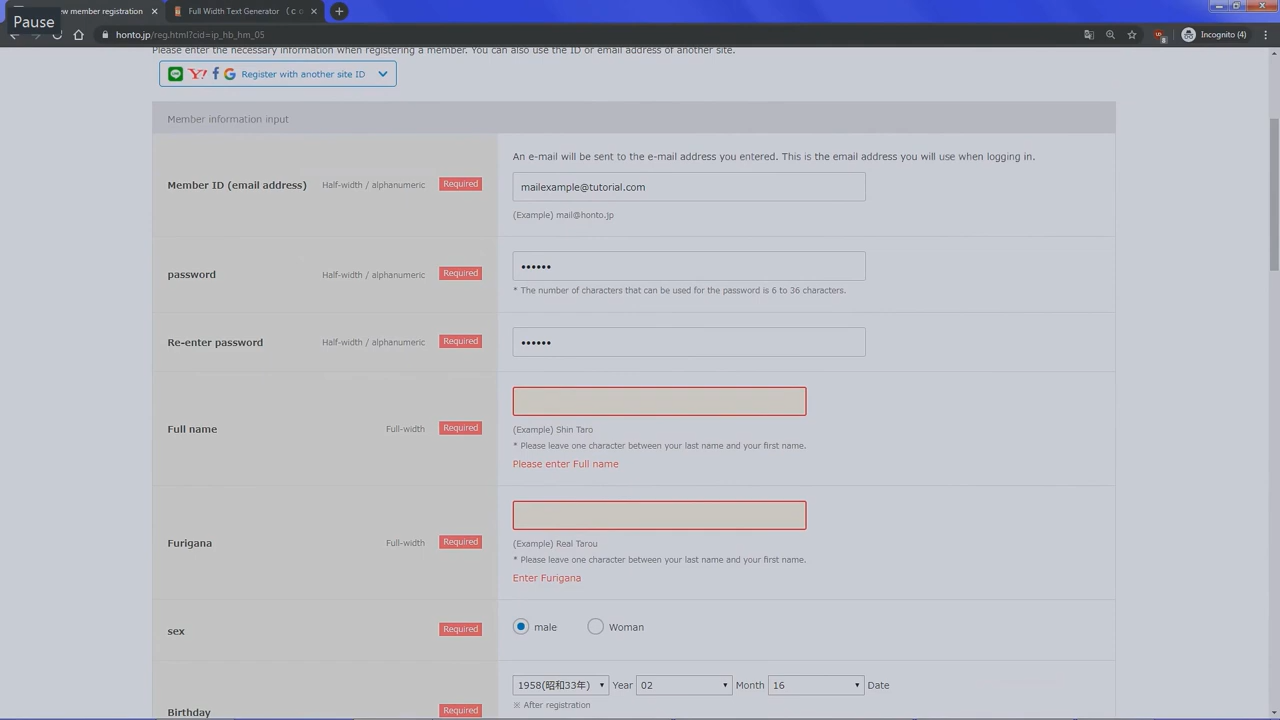 Pause
ew member registration
Full Width Text Generator
honto.jp/reg.html?cid=ip_hb_hm_05
Incognito (4)
Please enter the necessary information when registering a member. You can also use the ID or email address of another site.
Y! f G Register with another site ID
Member information input
An e-mail will be sent to the e-mail address you entered. This is the email address you will use when logging in.
Member ID (email address) Half-width / alphanumeric Required
mailexample@tutorial.com
(Example) mail@honto.jp
password Half-width / alphanumeric Required
••••••
* The number of characters that can be used for the password is 6 to 36 characters.
Re-enter password Half-width / alphanumeric Required
••••••
Full name Full-width Required
(Example) Shin Taro
* Please leave one character between your last name and your first name.
Please enter Full name
Furigana Full-width Required
(Example) Real Tarou
* Please leave one character between your last name and your first name.
Enter Furigana
sex Required
male Woman
Birthday Required
1958(昭和33年) Year 02 Month 16 Date
※ After registration